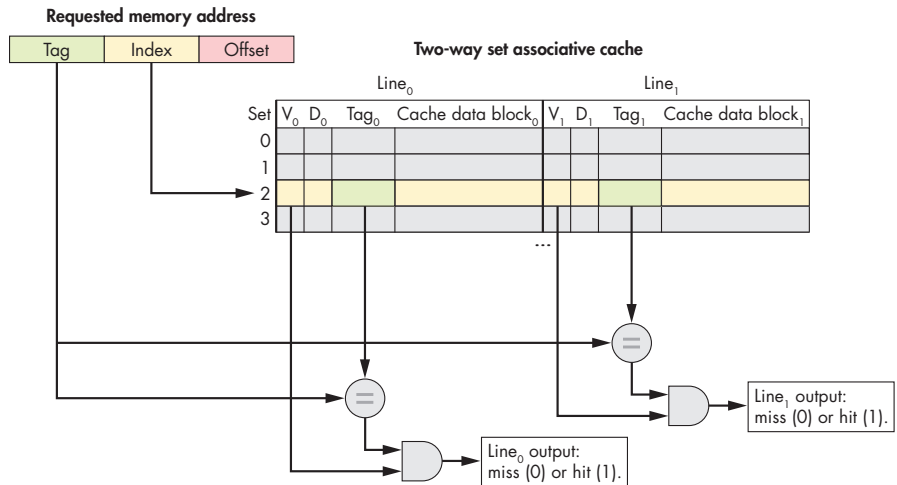 Requested memory address
Tag Index Offset
Two-way set associative cache
Line₀ Line₁
Set V₀ D₀ Tag₀ Cache data block₀ V₁ D₁ Tag₁ Cache data block₁
0
1
2
3
...
=
=
Line₁ output:
miss (0) or hit (1).
Line₀ output:
miss (0) or hit (1).